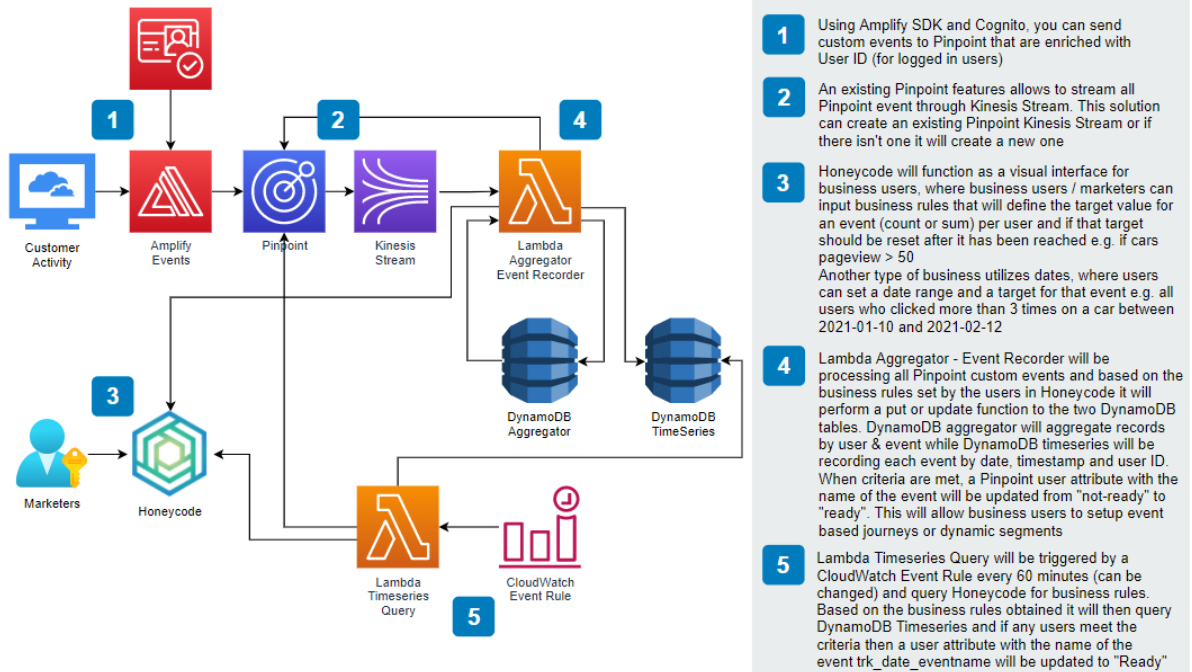 1
2
4
Customer
Activity
Amplify
Events
Pinpoint
Kinesis
Stream
Lambda
Aggregator
Event Recorder
DynamoDB
Aggregator
DynamoDB
TimeSeries
3
Marketers
Honeycode
Lambda
Timeseries
Query
CloudWatch
Event Rule
5
1
Using Amplify SDK and Cognito, you can send
custom events to Pinpoint that are enriched with
User ID (for logged in users)
2
An existing Pinpoint features allows to stream all
Pinpoint event through Kinesis Stream. This solution
can create an existing Pinpoint Kinesis Stream or if
there isn't one it will create a new one
3
Honeycode will function as a visual interface for
business users, where business users / marketers can
input business rules that will define the target value for
an event (count or sum) per user and if that target
should be reset after it has been reached e.g. if cars
pageview > 50
Another type of business utilizes dates, where users
can set a date range and a target for that event e.g. all
users who clicked more than 3 times on a car between
2021-01-10 and 2021-02-12
4
Lambda Aggregator - Event Recorder will be
processing all Pinpoint custom events and based on the
business rules set by the users in Honeycode it will
perform a put or update function to the two DynamoDB
tables. DynamoDB aggregator will aggregate records
by user & event while DynamoDB timeseries will be
recording each event by date, timestamp and user ID.
When criteria are met, a Pinpoint user attribute with the
name of the event will be updated from "not-ready" to
"ready". This will allow business users to setup event
based journeys or dynamic segments
5
Lambda Timeseries Query will be triggered by a
CloudWatch Event Rule every 60 minutes (can be
changed) and query Honeycode for business rules.
Based on the business rules obtained it will then query
DynamoDB Timeseries and if any users meet the
criteria then a user attribute with the name of the
event trk_date_eventname will be updated to "Ready"